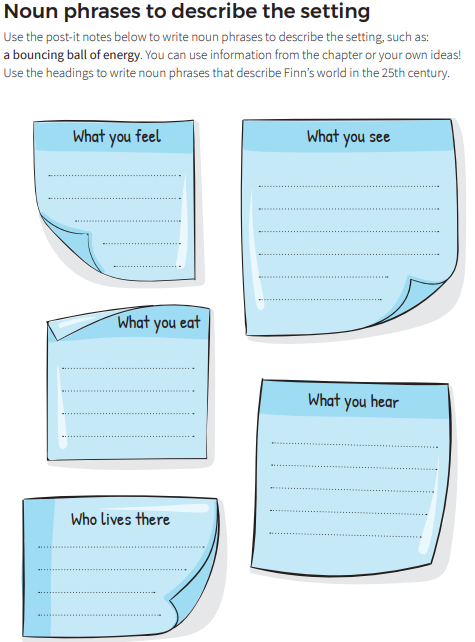 Noun phrases to describe the setting
Use the post-it notes below to write noun phrases to describe the setting, such as:
a bouncing ball of energy. You can use information from the chapter or your own ideas!
Use the headings to write noun phrases that describe Finn's world in the 25th century.
What you feel
What you see
What you eat
What you hear
Who lives there